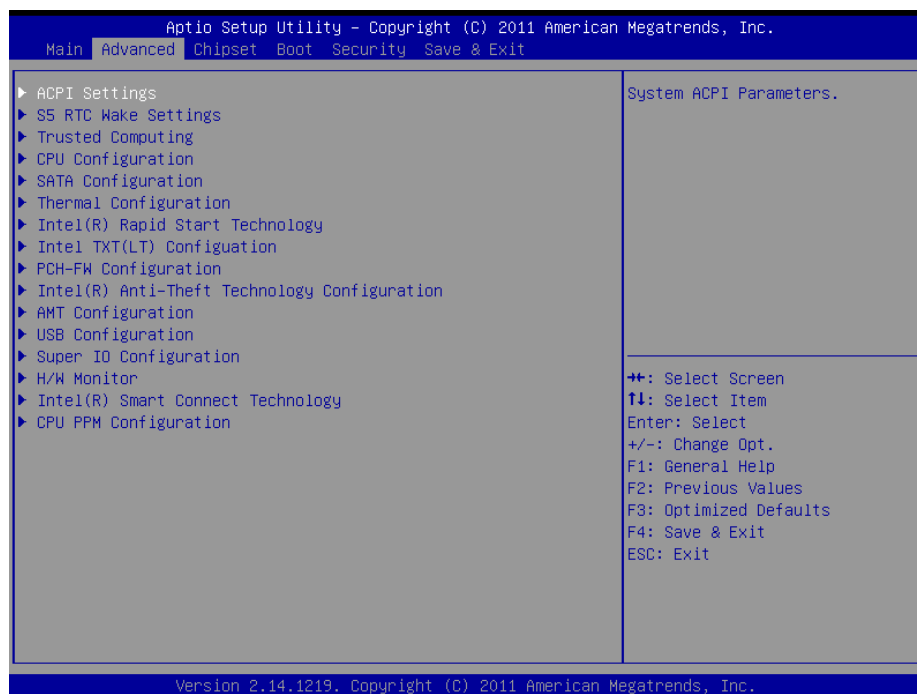 Aptio Setup Utility – Copyright (C) 2011 American Megatrends, Inc.
Main Advanced Chipset Boot Security Save & Exit
▶ ACPI Settings
▶ S5 RTC Wake Settings
▶ Trusted Computing
▶ CPU Configuration
▶ SATA Configuration
▶ Thermal Configuration
▶ Intel(R) Rapid Start Technology
▶ Intel TXT(LT) Configuation
▶ PCH-FW Configuration
▶ Intel(R) Anti-Theft Technology Configuration
▶ AMT Configuration
▶ USB Configuration
▶ Super IO Configuration
▶ H/W Monitor
▶ Intel(R) Smart Connect Technology
▶ CPU PPM Configuration
System ACPI Parameters.
→←: Select Screen
↑↓: Select Item
Enter: Select
+/-: Change Opt.
F1: General Help
F2: Previous Values
F3: Optimized Defaults
F4: Save & Exit
ESC: Exit
Version 2.14.1219. Copyright (C) 2011 American Megatrends, Inc.